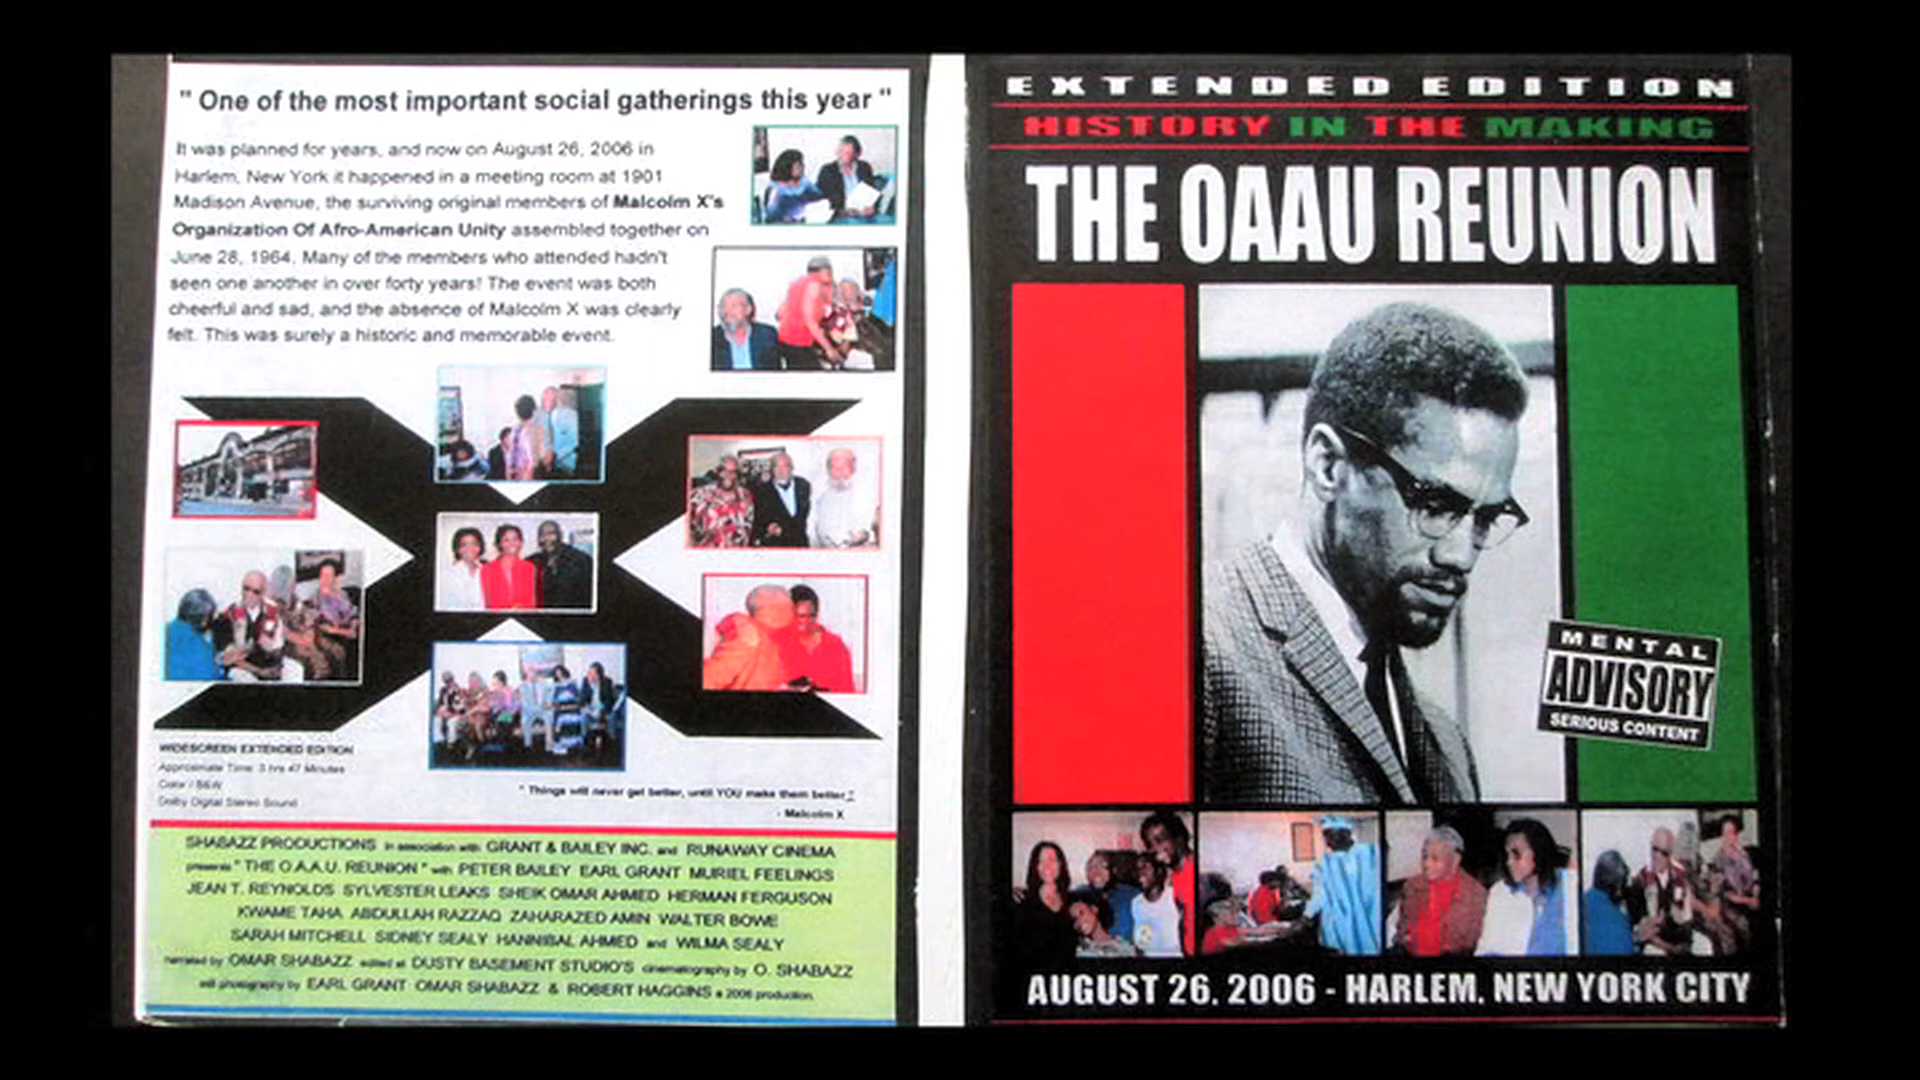 " One of the most important social gatherings this year "
It was planned for years, and now on August 26, 2006 in
Harlem, New York it happened in a meeting room at 1901
Madison Avenue, the surviving original members of Malcolm X's
Organization Of Afro-American Unity assembled together on
June 28, 1964. Many of the members who attended hadn't
seen one another in over forty years! The event was both
cheerful and sad, and the absence of Malcolm X was clearly
felt. This was surely a historic and memorable event.
WIDESCREEN EXTENDED EDITION
Approximate Time: 3 hrs 47 Minutes
Color / B&W
Dolby Digital Stereo Sound
" Things will never get better, until YOU make them better."
- Malcolm X
SHABAZZ PRODUCTIONS in association with GRANT & BAILEY INC. and RUNAWAY CINEMA
presents " THE O.A.A.U. REUNION " with PETER BAILEY EARL GRANT MURIEL FEELINGS
JEAN T. REYNOLDS SYLVESTER LEAKS SHEIK OMAR AHMED HERMAN FERGUSON
KWAME TAHA ABDULLAH RAZZAQ ZAHARAZED AMIN WALTER BOWE
SARAH MITCHELL SIDNEY SEALY HANNIBAL AHMED and WILMA SEALY
narrated by OMAR SHABAZZ edited at DUSTY BASEMENT STUDIO'S cinematography by O. SHABAZZ
still photography by EARL GRANT OMAR SHABAZZ & ROBERT HAGGINS a 2006 production.
EXTENDED EDITION
HISTORY IN THE MAKING
THE OAAU REUNION
MENTAL
ADVISORY
SERIOUS CONTENT
AUGUST 26, 2006 - HARLEM, NEW YORK CITY